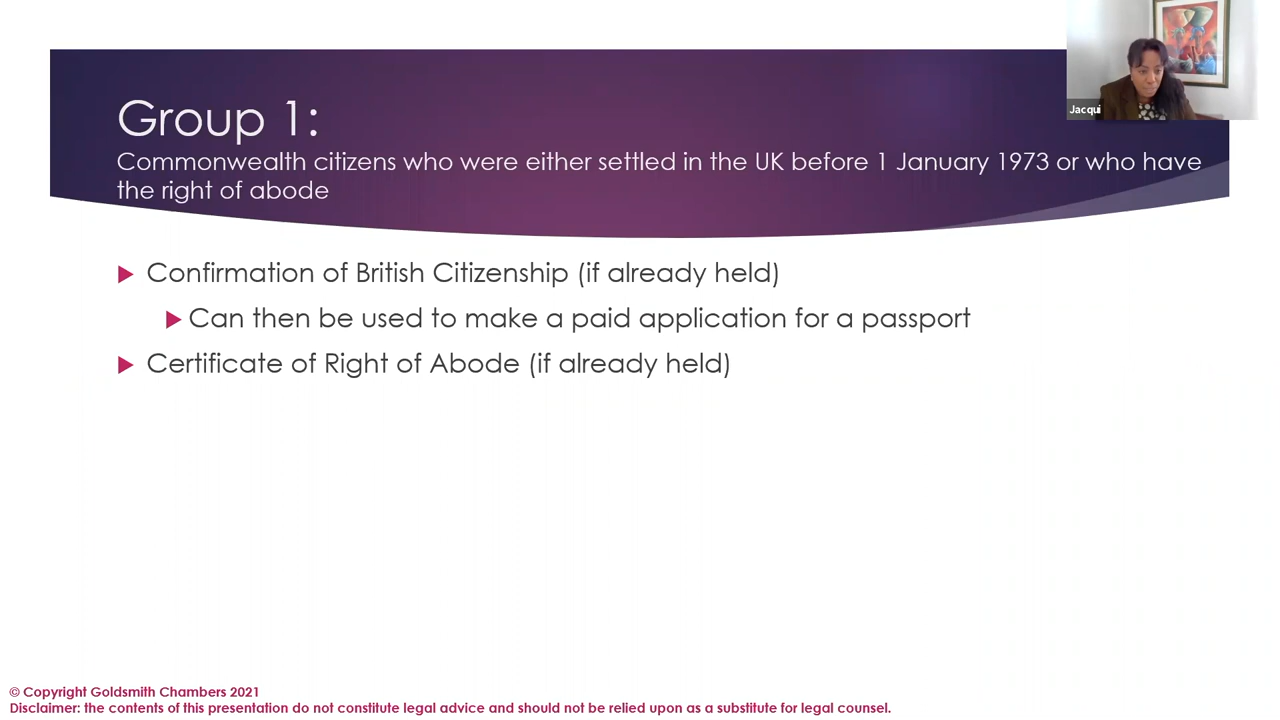 Group 1:
Commonwealth citizens who were either settled in the UK before 1 January 1973 or who have
the right of abode
Jacqui
Confirmation of British Citizenship (if already held)
Can then be used to make a paid application for a passport
Certificate of Right of Abode (if already held)
© Copyright Goldsmith Chambers 2021
Disclaimer: the contents of this presentation do not constitute legal advice and should not be relied upon as a substitute for legal counsel.